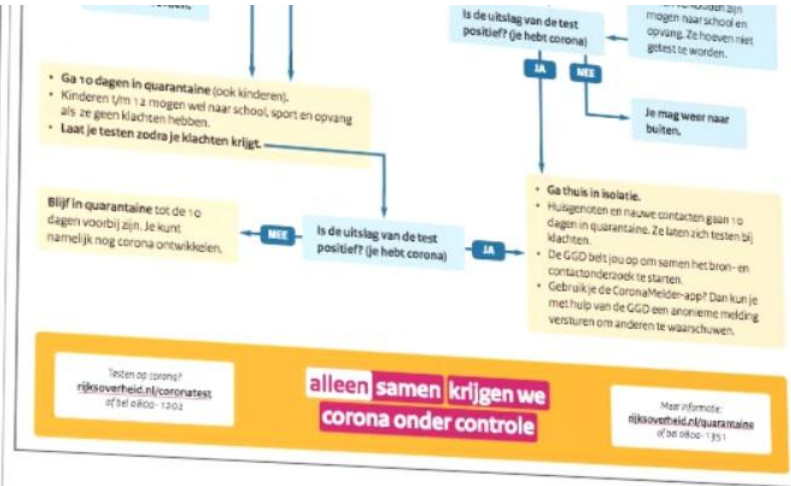 Is de uitslag van de test
positief? (je hebt corona)
mogen naar school en
opvang. Ze hoeven niet
getest te worden.
JA
NEE
Je mag weer naar
buiten.
• Ga 10 dagen in quarantaine (ook kinderen).
• Kinderen t/m 12 mogen wel naar school, sport en opvang
als ze geen klachten hebben.
• Laat je testen zodra je klachten krijgt.
Blijf in quarantaine tot de 10
dagen voorbij zijn. Je kunt
namelijk nog corona ontwikkelen.
NEE
Is de uitslag van de test
positief? (je hebt corona)
JA
• Ga thuis in isolatie.
• Huisgenoten en nauwe contacten gaan 10
dagen in quarantaine. Ze laten zich testen bij
klachten.
• De GGD belt jou op om samen het bron- en
contactonderzoek te starten.
• Gebruik je de CoronaMelder-app? Dan kun je
met hulp van de GGD een anonieme melding
versturen om anderen te waarschuwen.
Testen op corona?
rijksoverheid.nl/coronatest
of bel 0800-1202
alleen samen krijgen we
corona onder controle
Meer informatie:
rijksoverheid.nl/quarantaine
of bel 0800-1351